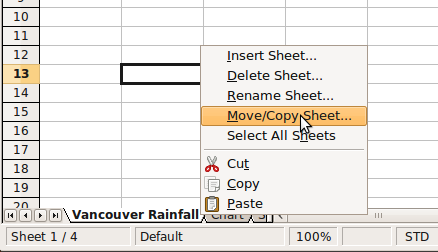 10
11
12
13
14
15
16
17
18
19
20
Insert Sheet...
Delete Sheet...
Rename Sheet...
Move/Copy Sheet...
Select All Sheets
Cut
Copy
Paste
Vancouver Rainfall
Sheet 1 / 4
Default
100%
STD